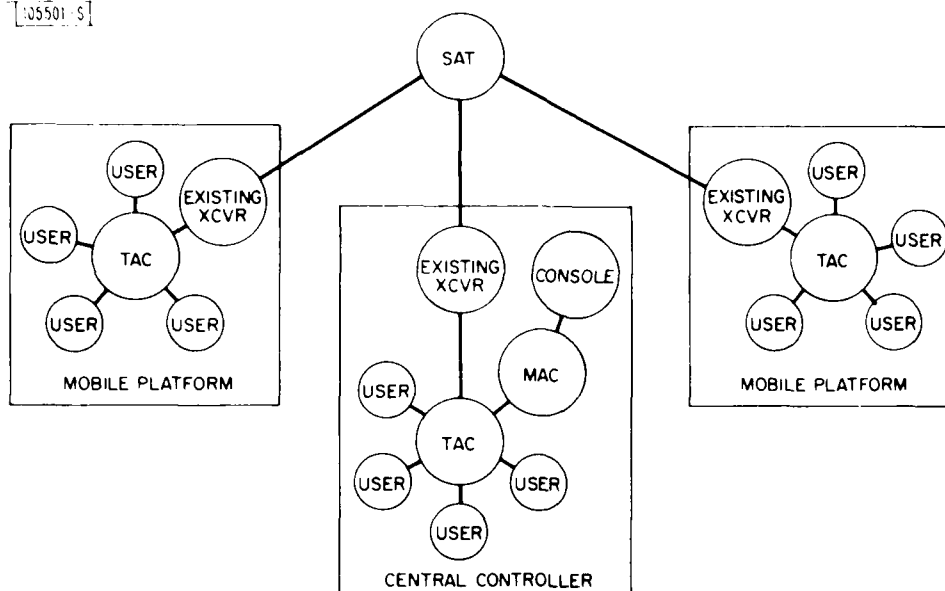 105501-S
SAT
USER
EXISTING
XCVR
USER
TAC
USER
USER
MOBILE PLATFORM
EXISTING
XCVR
CONSOLE
MAC
USER
TAC
USER
USER
USER
CENTRAL CONTROLLER
USER
EXISTING
XCVR
USER
TAC
USER
USER
MOBILE PLATFORM